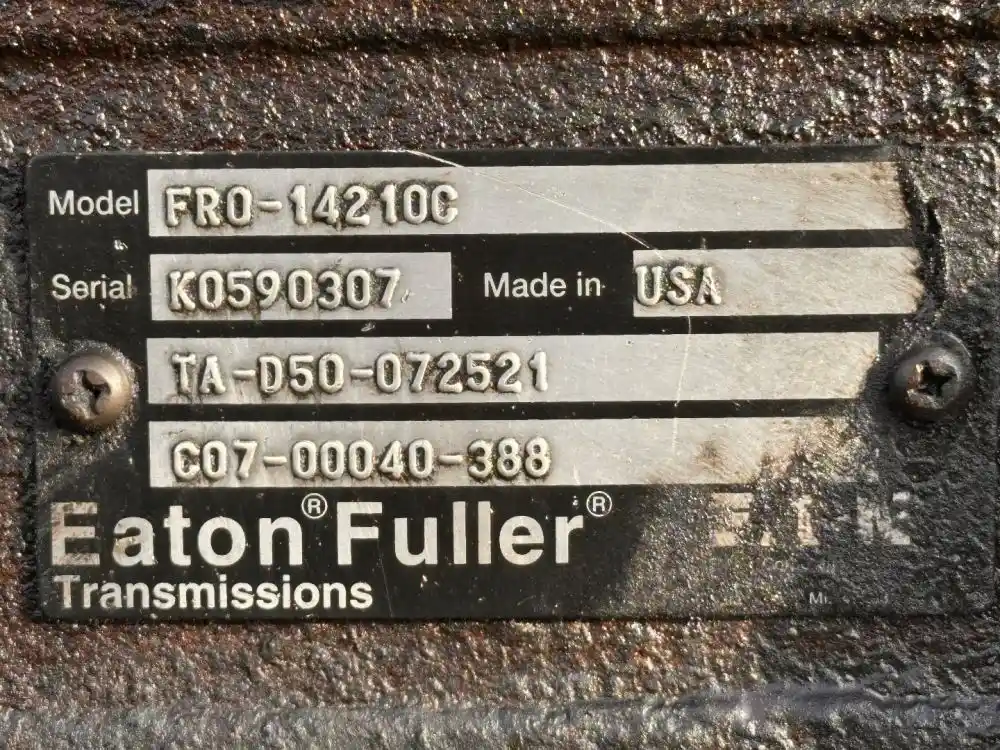 Model FRO-14210C
Serial K0590307 Made in USA
TA-D50-072521
C07-00040-388
Eaton® Fuller®
Transmissions